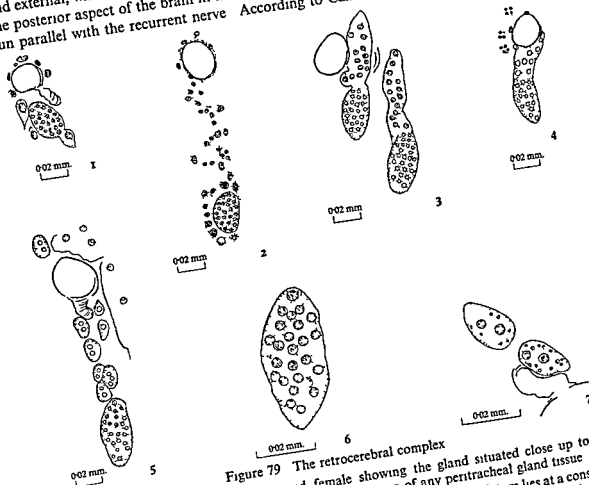 nd external,
e posterior aspect of the brain in
un parallel with the recurrent nerve According to
0·02 mm.
1
0·02 mm
2
0·02 mm
3
0·02 mm.
4
0·02 mm.
5
0·02 mm.
6
0·02 mm.
7
Figure 79 The retrocerebral complex
female showing the gland situated close up to
of any peritracheal gland tissue
lies at a cons